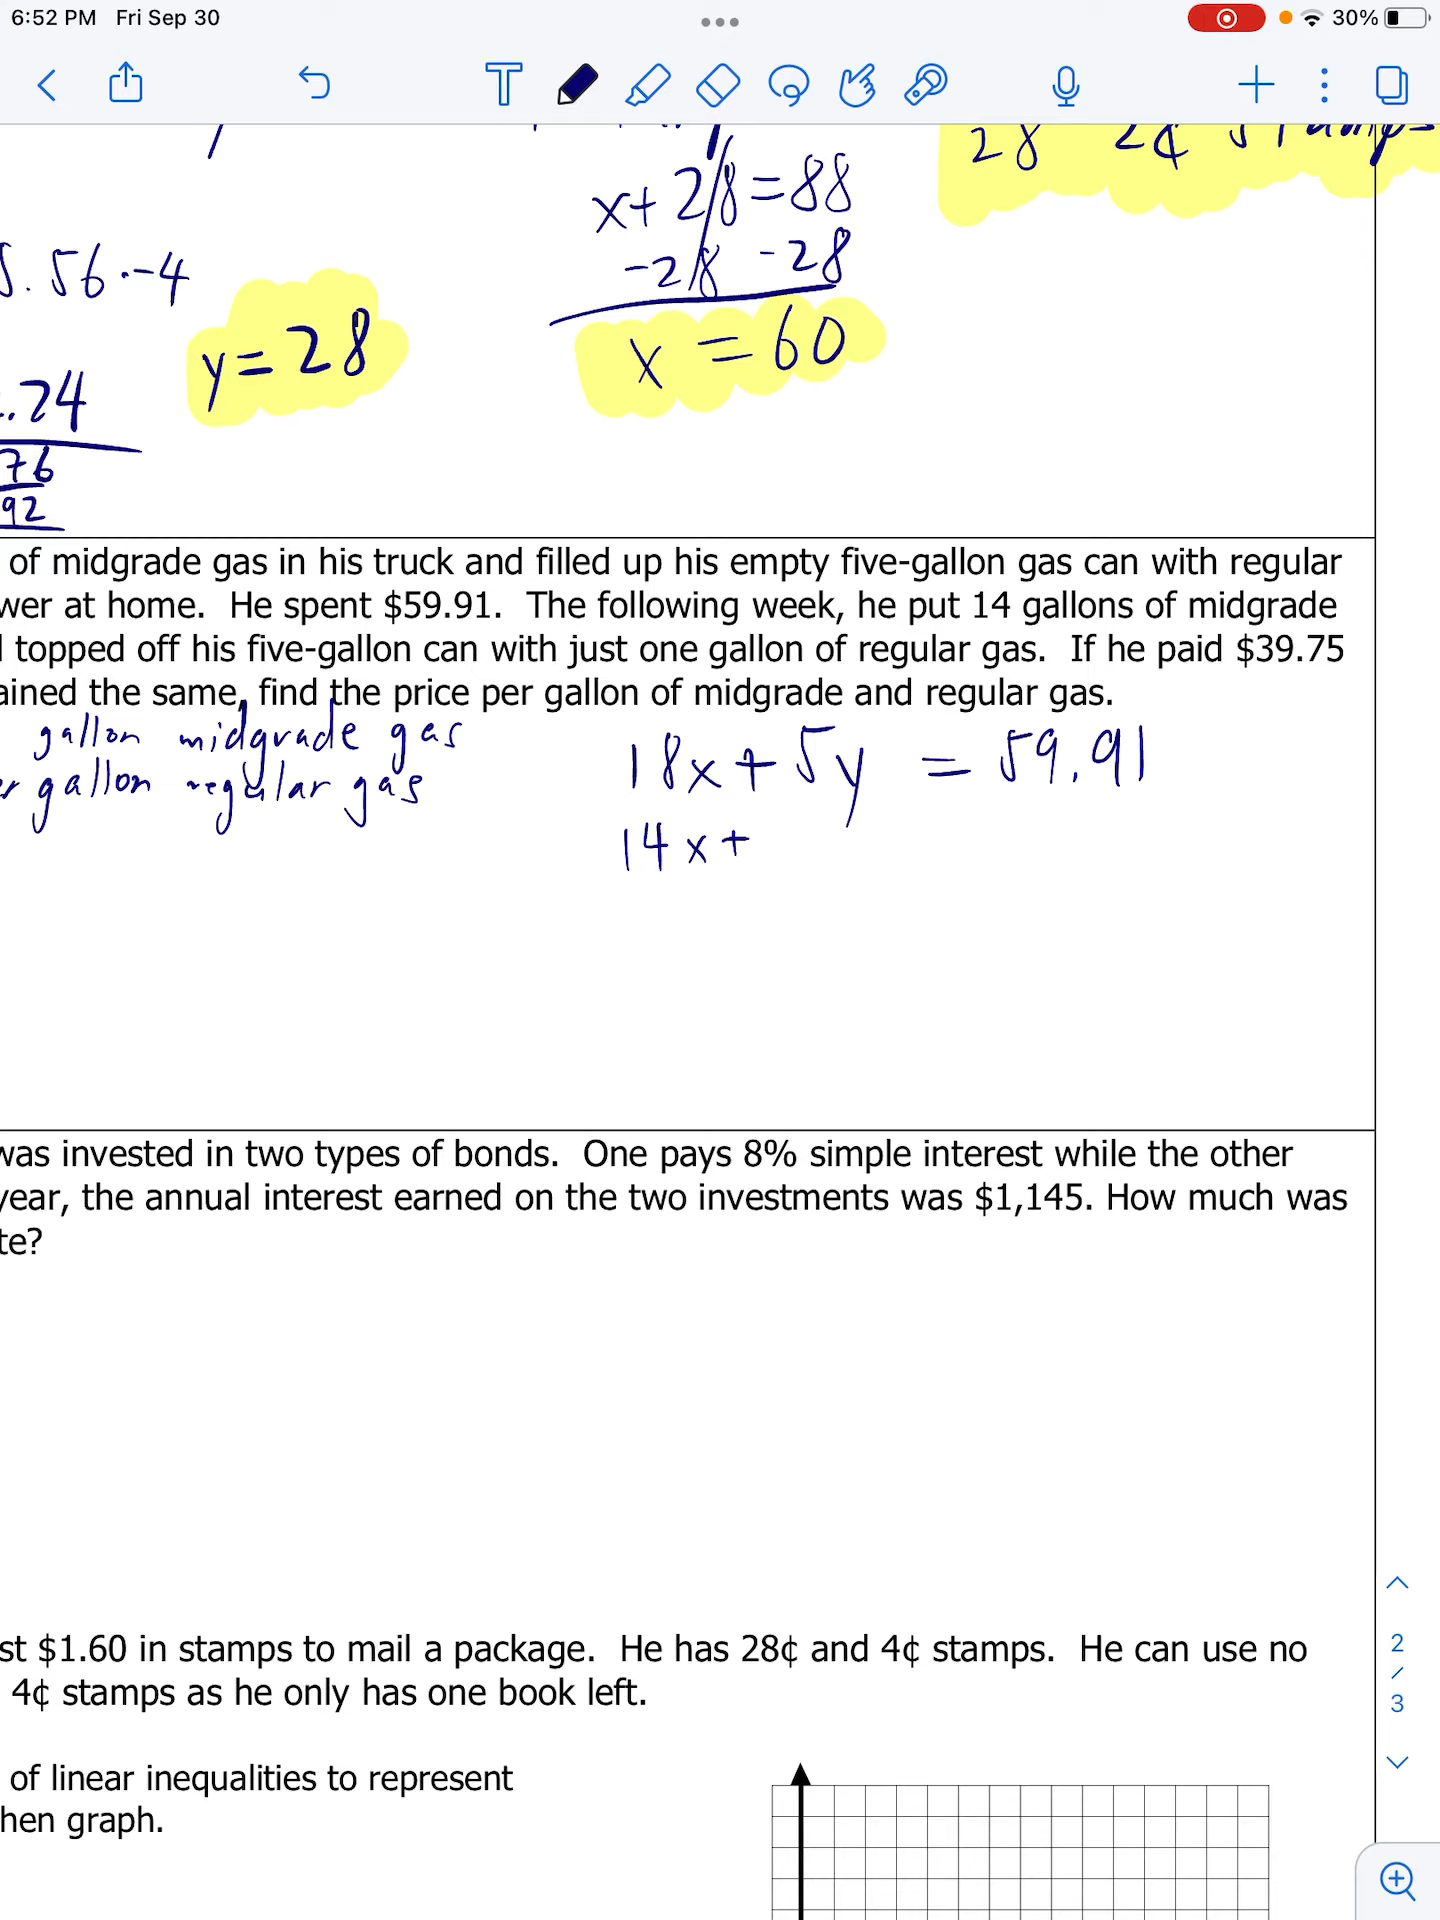 6:52 PM Fri Sep 30
30%
28 2¢ stamps
x + 28 = 88
-28 -28
x = 60
5.56·-4
y = 28
.24
76
92
of midgrade gas in his truck and filled up his empty five-gallon gas can with regular
wer at home. He spent $59.91. The following week, he put 14 gallons of midgrade
l topped off his five-gallon can with just one gallon of regular gas. If he paid $39.75
ained the same, find the price per gallon of midgrade and regular gas.
gallon midgrade gas
er gallon regular gas
18x + 5y = 59.91
14x +
was invested in two types of bonds. One pays 8% simple interest while the other
year, the annual interest earned on the two investments was $1,145. How much was
te?
st $1.60 in stamps to mail a package. He has 28¢ and 4¢ stamps. He can use no
4¢ stamps as he only has one book left.
of linear inequalities to represent
hen graph.
2
/
3